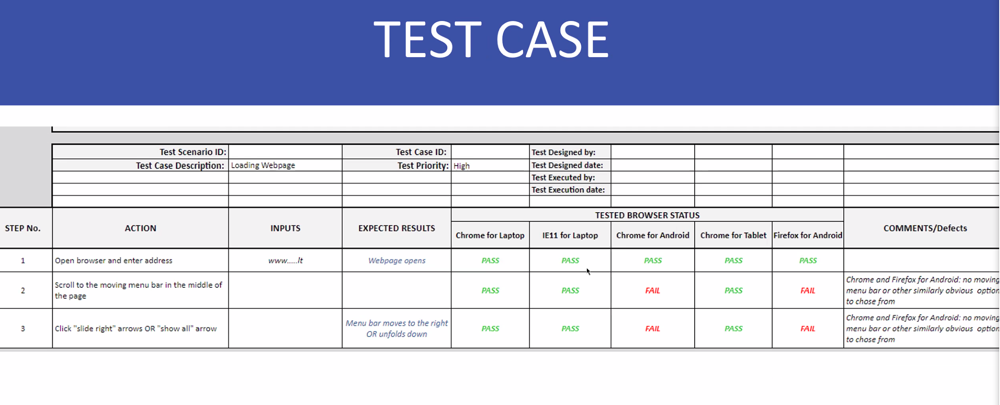 TEST CASE
Test Scenario ID: Test Case ID: Test Designed by:
Test Case Description: Loading Webpage Test Priority: High Test Designed date:
Test Executed by:
Test Execution date:
TESTED BROWSER STATUS
STEP No. ACTION INPUTS EXPECTED RESULTS COMMENTS/Defects
Chrome for Laptop IE11 for Laptop Chrome for Android Chrome for Tablet Firefox for Android
1 Open browser and enter address www.....lt Webpage opens PASS PASS PASS PASS PASS
2 Scroll to the moving menu bar in the middle of
the page
PASS PASS FAIL PASS FAIL
Chrome and Firefox for Android: no moving
menu bar or other similarly obvious option
to chose from
3 Click "slide right" arrows OR "show all" arrow
Menu bar moves to the right
OR unfolds down
PASS PASS FAIL PASS FAIL
Chrome and Firefox for Android: no moving
menu bar or other similarly obvious option
to chose from